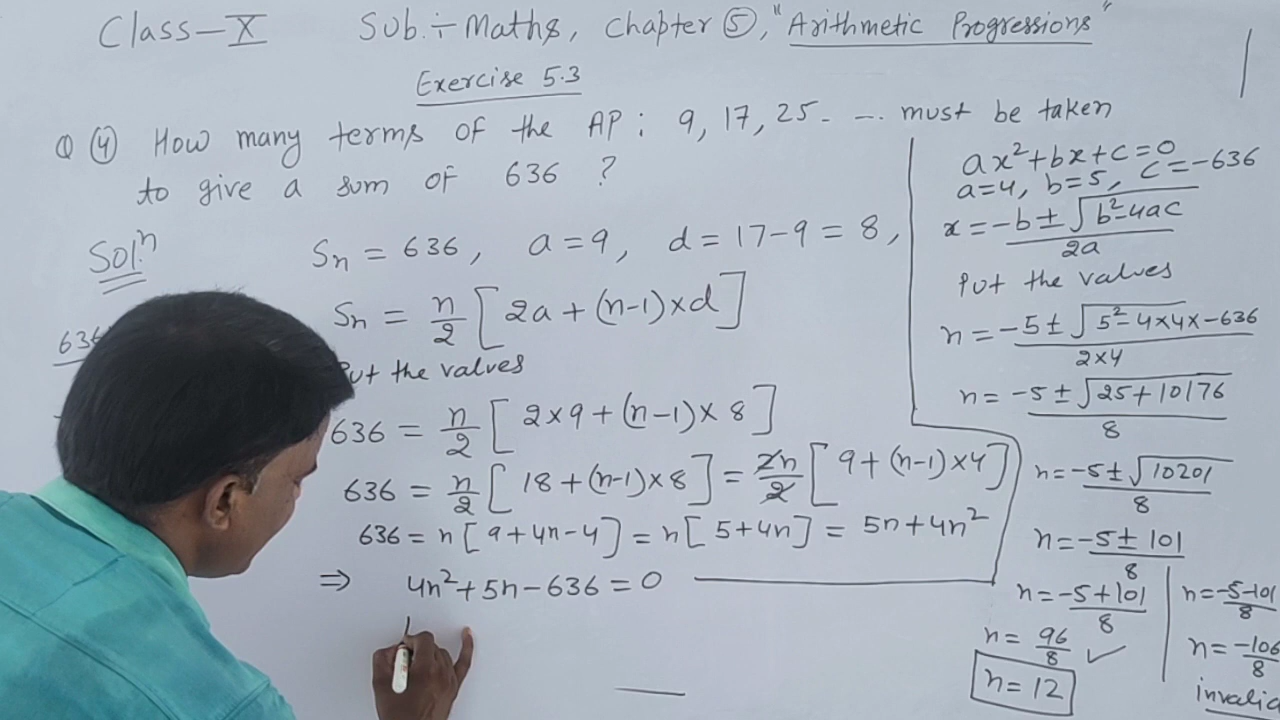 Class-X Sub.÷Maths, Chapter ⑤, "Arithmetic Progressions"
Exercise 5.3
Q ④ How many terms of the AP : 9, 17, 25- ... must be taken
to give a sum of 636 ?
Sol.ⁿ
Sn = 636, a = 9, d = 17-9 = 8,
Sn = n/2 [2a + (n-1)×d]
636
Put the values
636 = n/2 [2×9 + (n-1)×8]
636 = n/2 [18 + (n-1)×8] = 2n/2 [9 + (n-1)×4]
636 = n[9+4n-4] = n[5+4n] = 5n+4n²
⇒ 4n²+5n-636 = 0
ax²+bx+c=0
a=4, b=5, c=-636
x = -b±√b²-4ac/2a
Put the values
n = -5±√5²-4×4×-636/2×4
n = -5±√25+10176/8
n = -5±√10201/8
n = -5±101/8
n = -5+101/8
n = 96/8 ✓
n = 12
n = -5-101/8
n = -106/8